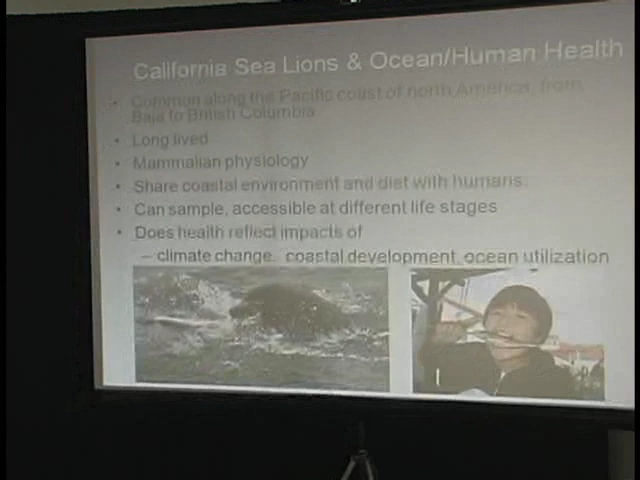 California Sea Lions & Ocean/Human Health
• Common along the Pacific coast of north America, from
Baja to British Columbia
• Long lived
• Mammalian physiology
• Share coastal environment and diet with humans.
• Can sample, accessible at different life stages
• Does health reflect impacts of
– climate change, coastal development, ocean utilization